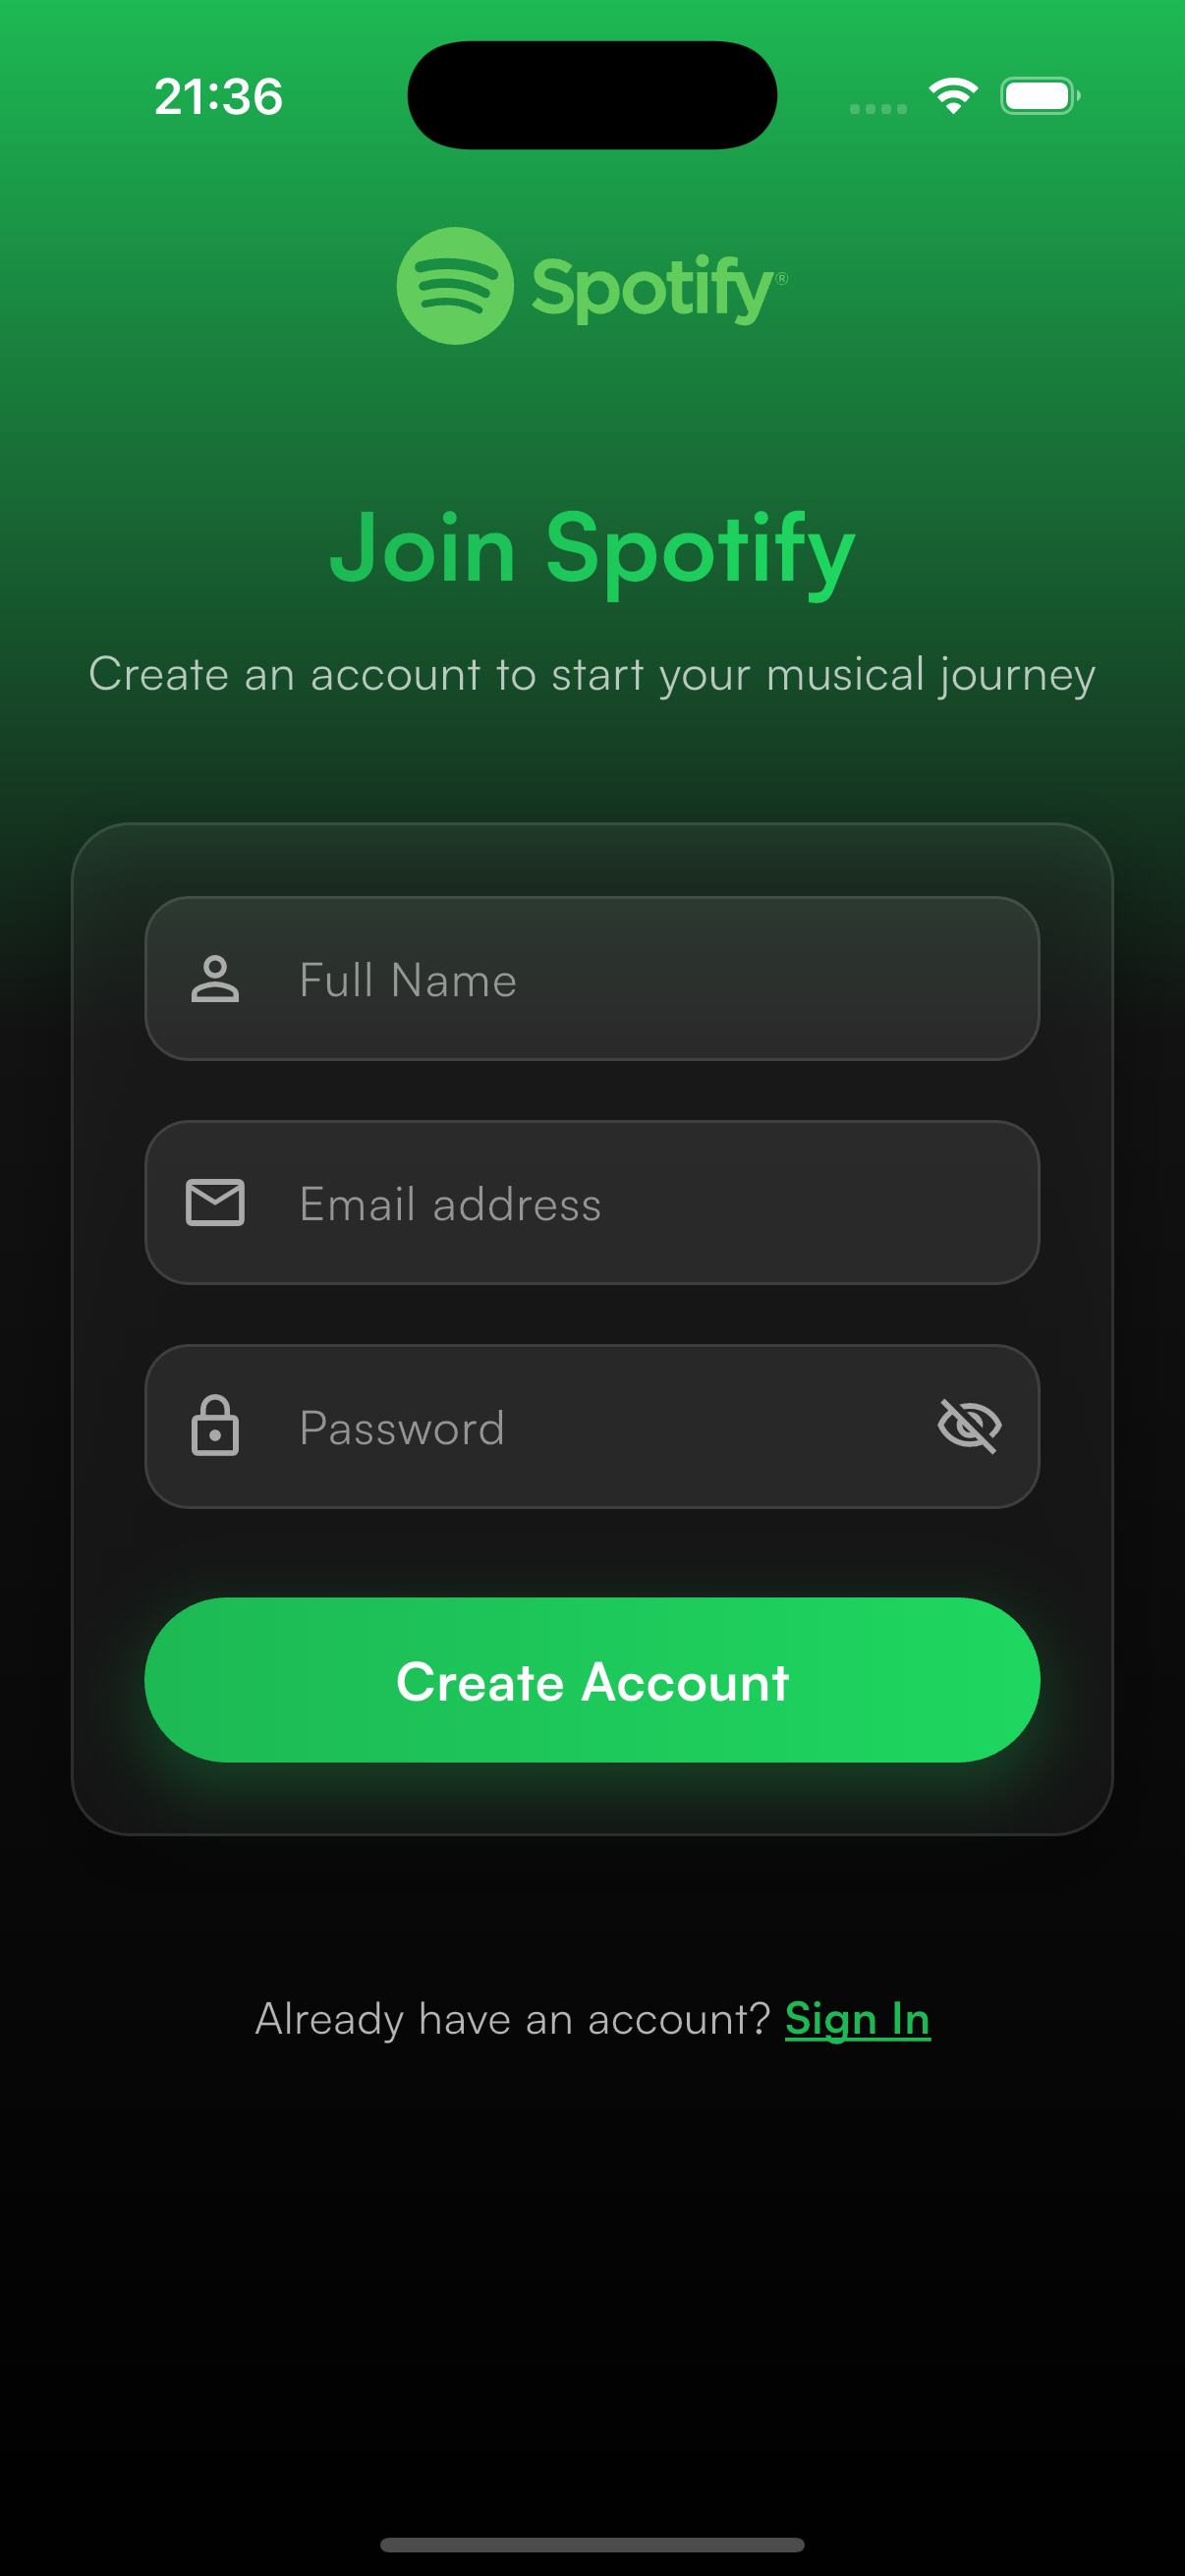 21:36
Spotify®
Join Spotify
Create an account to start your musical journey
Full Name
Email address
Password
Create Account
Already have an account? Sign In